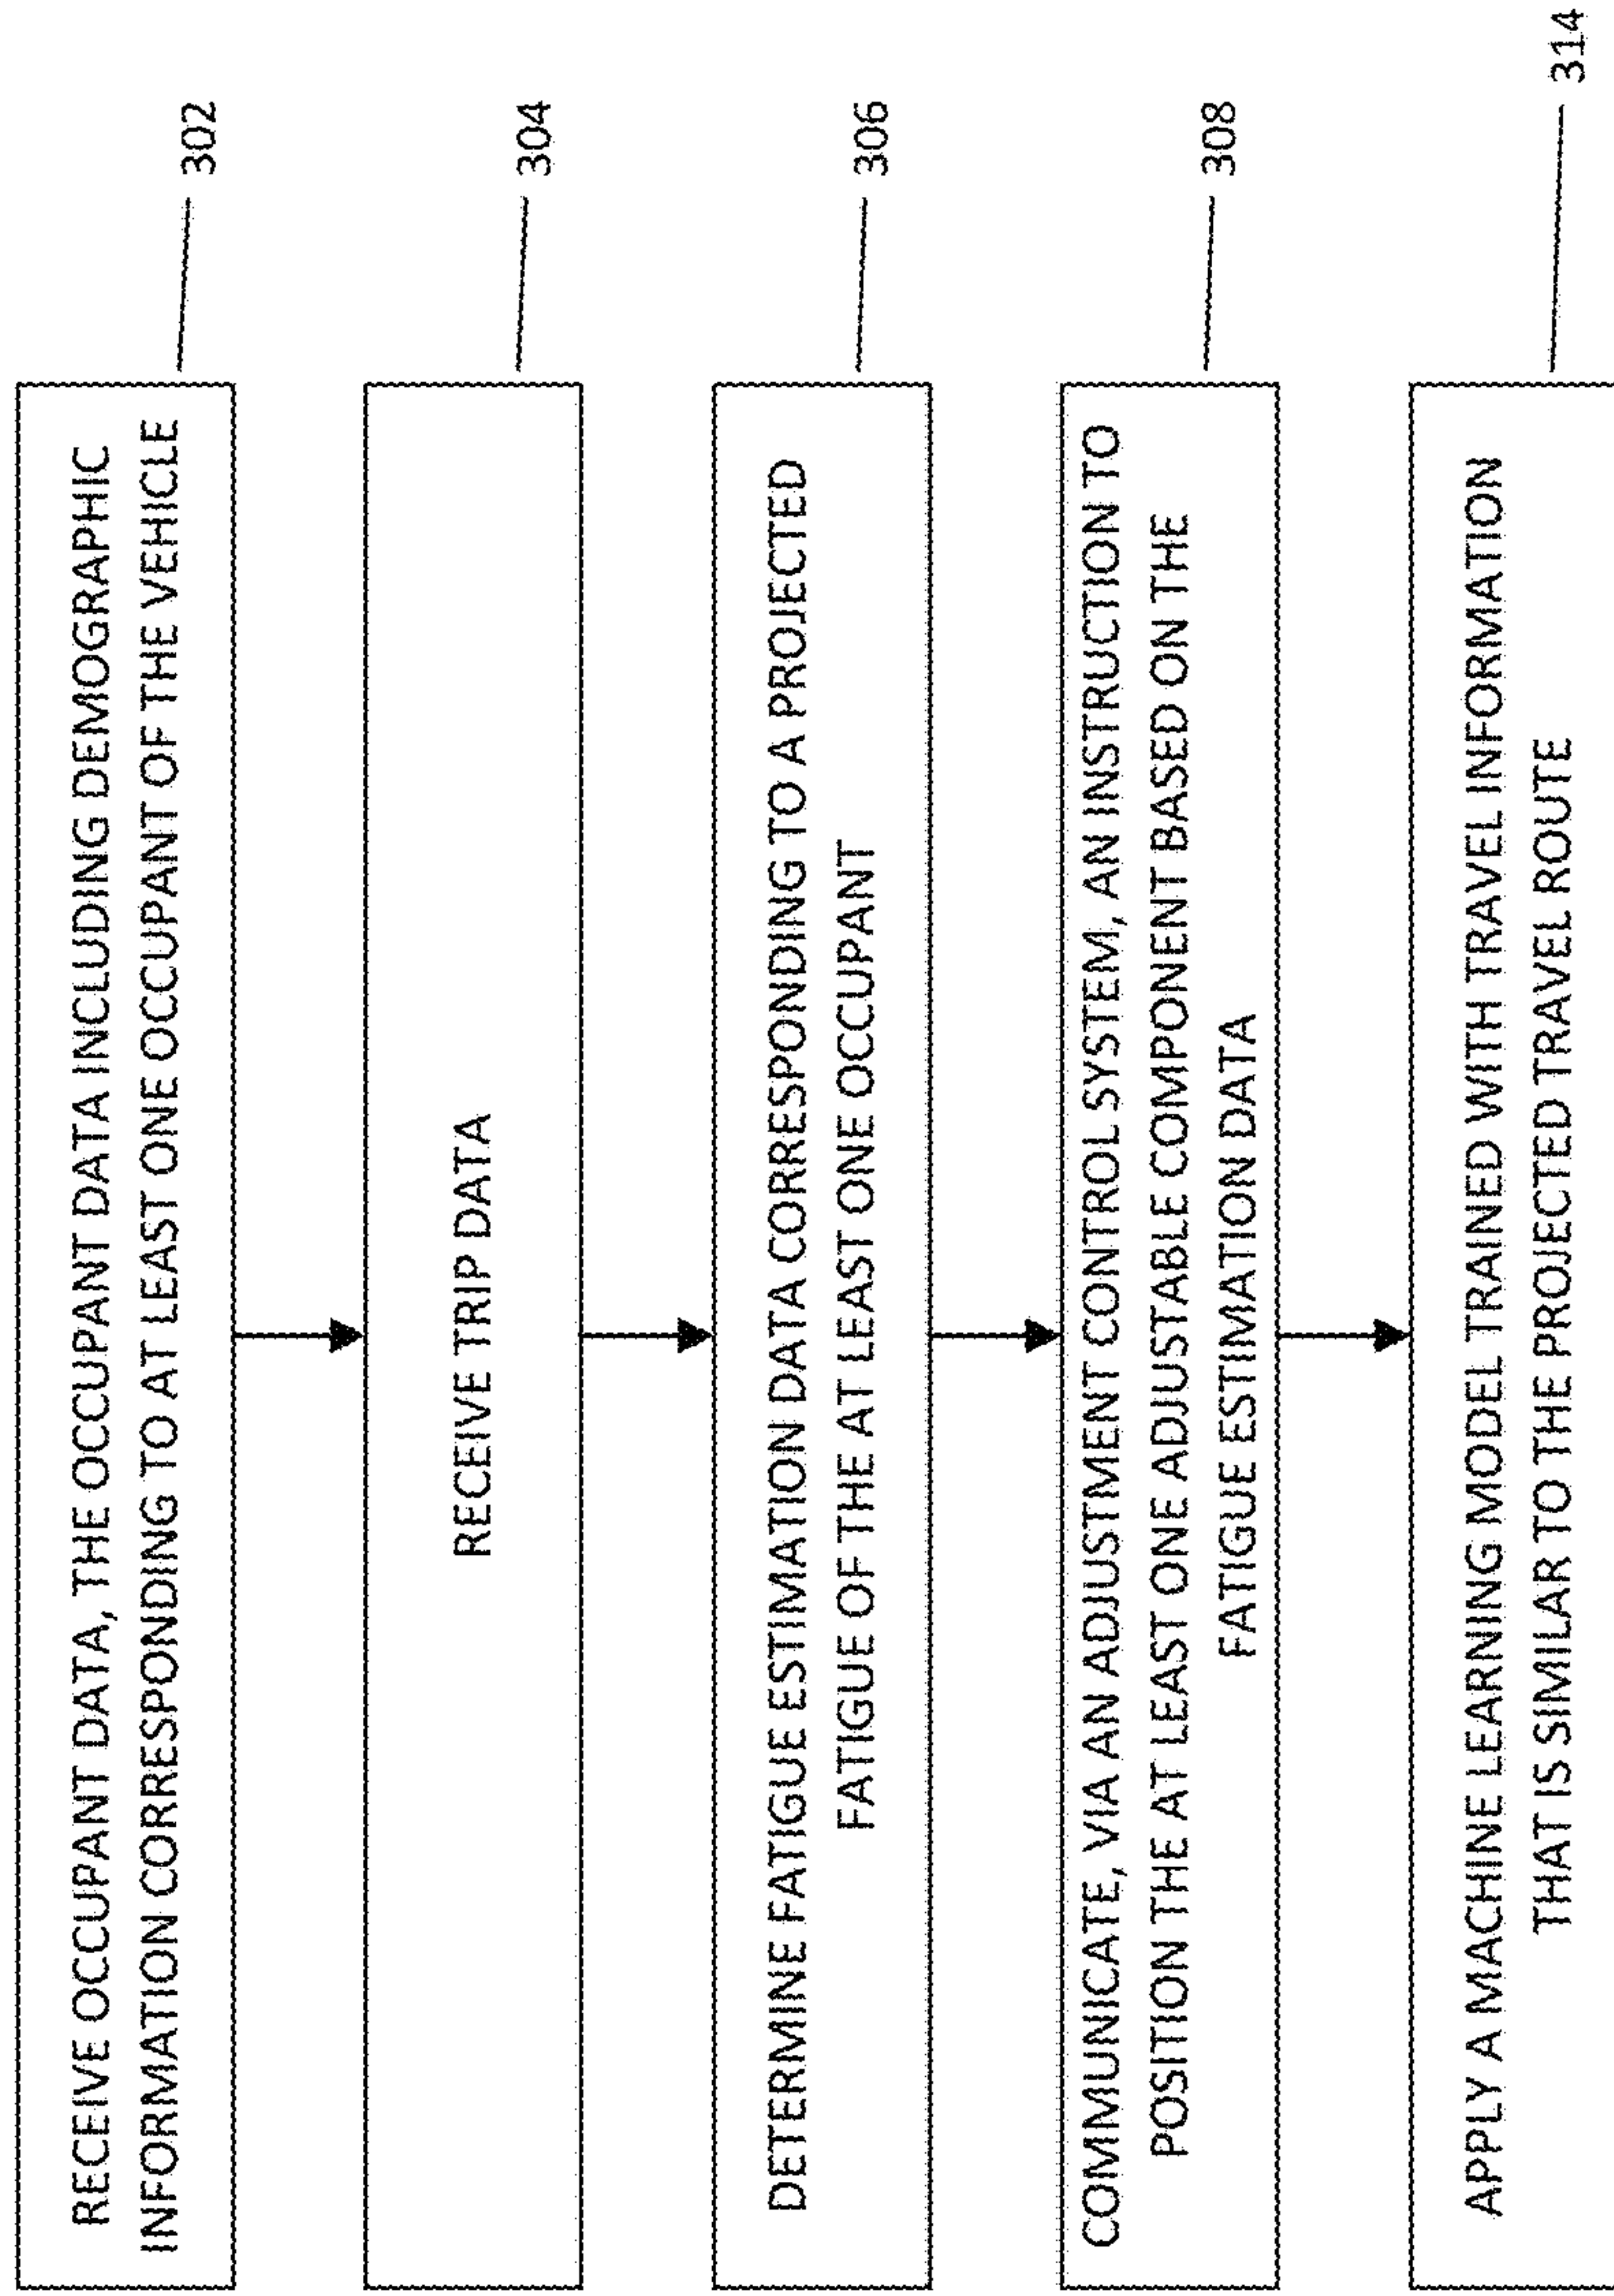 RECEIVE OCCUPANT DATA, THE OCCUPANT DATA INCLUDING DEMOGRAPHIC
INFORMATION CORRESPONDING TO AT LEAST ONE OCCUPANT OF THE VEHICLE
302
RECEIVE TRIP DATA
304
DETERMINE FATIGUE ESTIMATION DATA CORRESPONDING TO A PROJECTED
FATIGUE OF THE AT LEAST ONE OCCUPANT
306
COMMUNICATE, VIA AN ADJUSTMENT CONTROL SYSTEM, AN INSTRUCTION TO
POSITION THE AT LEAST ONE ADJUSTABLE COMPONENT BASED ON THE
FATIGUE ESTIMATION DATA
308
APPLY A MACHINE LEARNING MODEL TRAINED WITH TRAVEL INFORMATION
THAT IS SIMILAR TO THE PROJECTED TRAVEL ROUTE
314